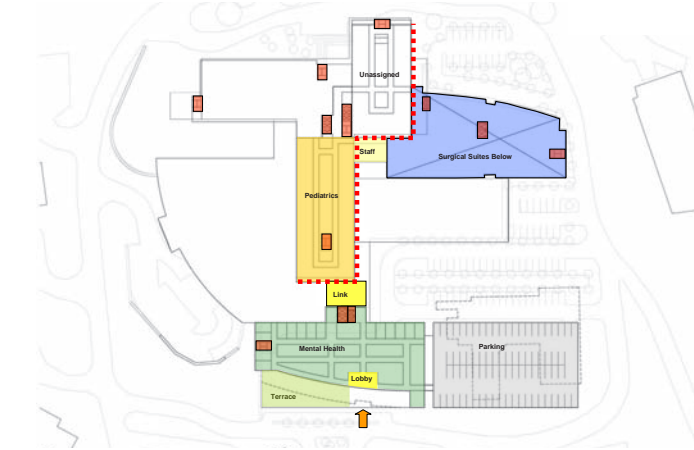 Unassigned
Staff
Surgical Suites Below
Pediatrics
Link
Mental Health
Parking
Lobby
Terrace